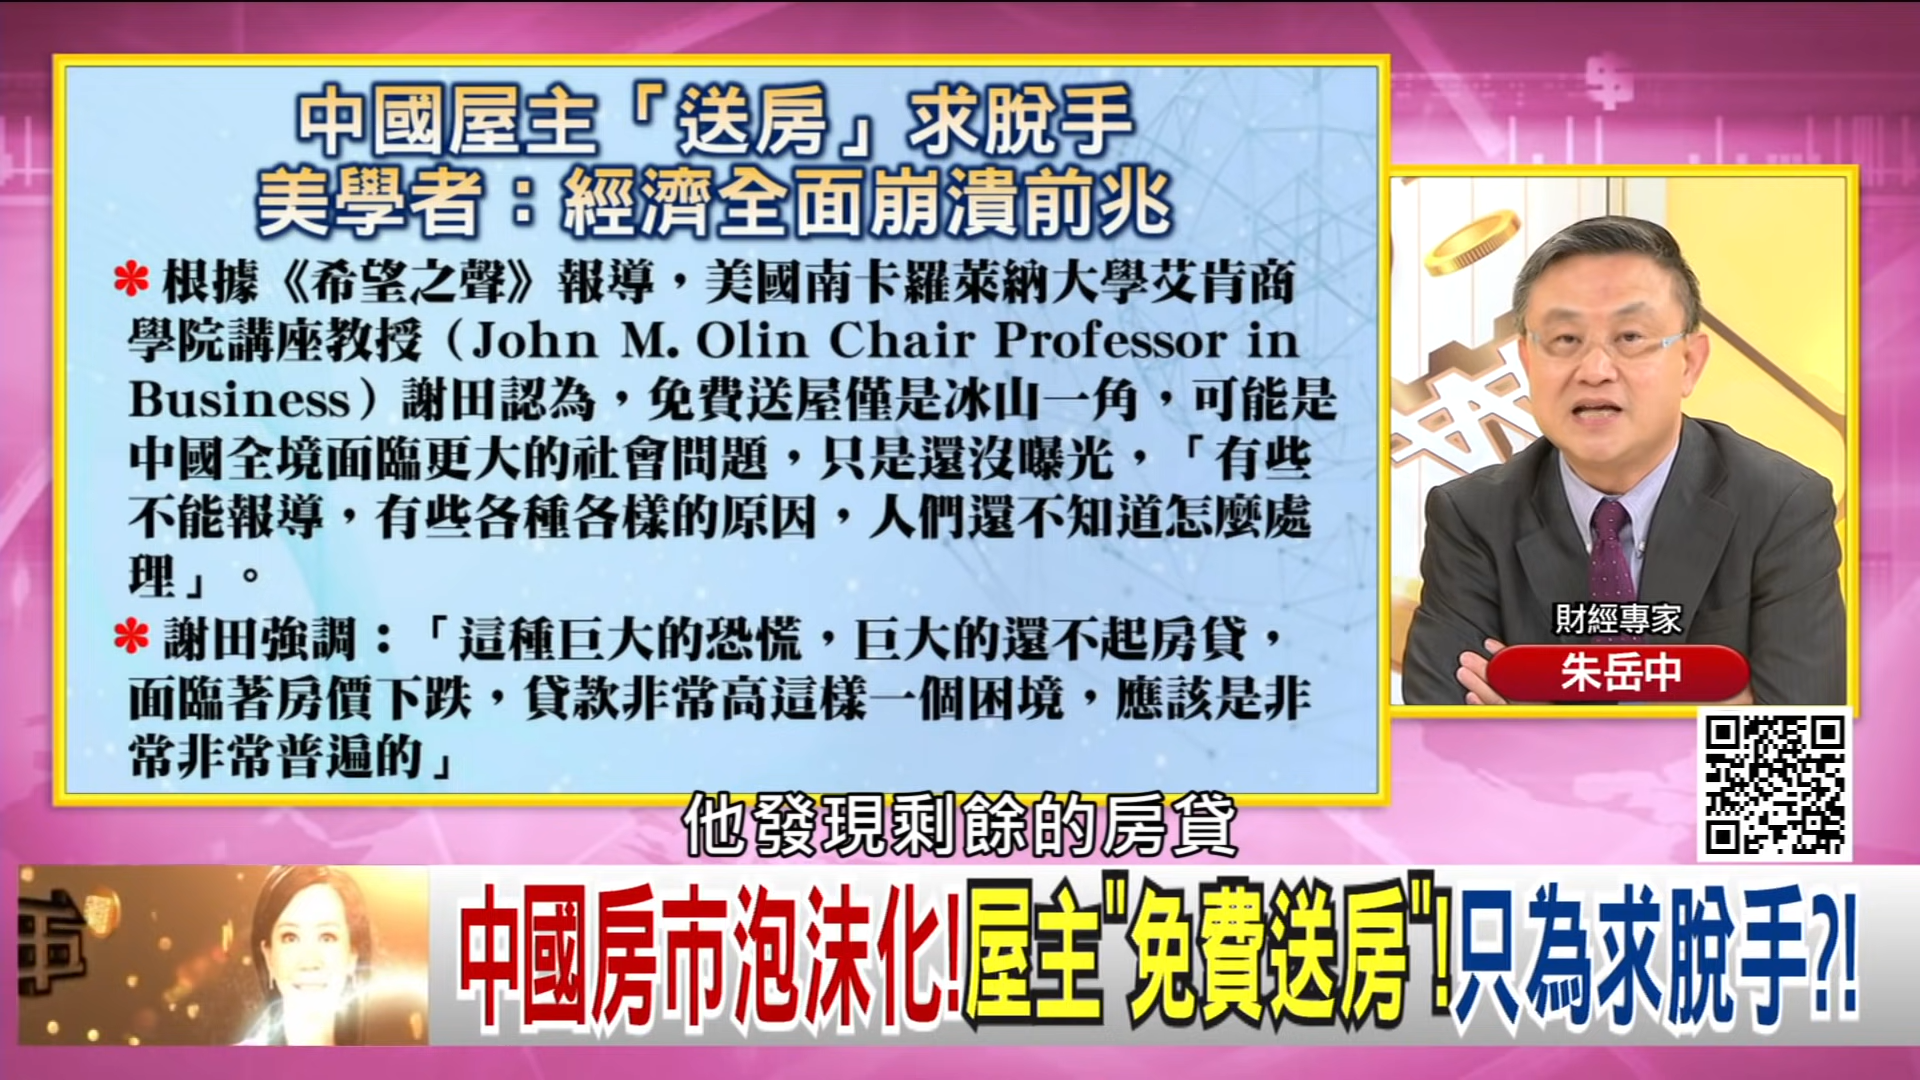 中國屋主「送房」求脫手
美學者：經濟全面崩潰前兆
* 根據《希望之聲》報導，美國南卡羅萊納大學艾肯商
學院講座教授（John M. Olin Chair Professor in
Business）謝田認為，免費送屋僅是冰山一角，可能是
中國全境面臨更大的社會問題，只是還沒曝光，「有些
不能報導，有些各種各樣的原因，人們還不知道怎麼處
理」。
* 謝田強調：「這種巨大的恐慌，巨大的還不起房貸，
面臨著房價下跌，貸款非常高這樣一個困境，應該是非
常非常普遍的」
財經專家
朱岳中
他發現剩餘的房貸
中國房市泡沫化!屋主"免費送房"!只為求脫手?!